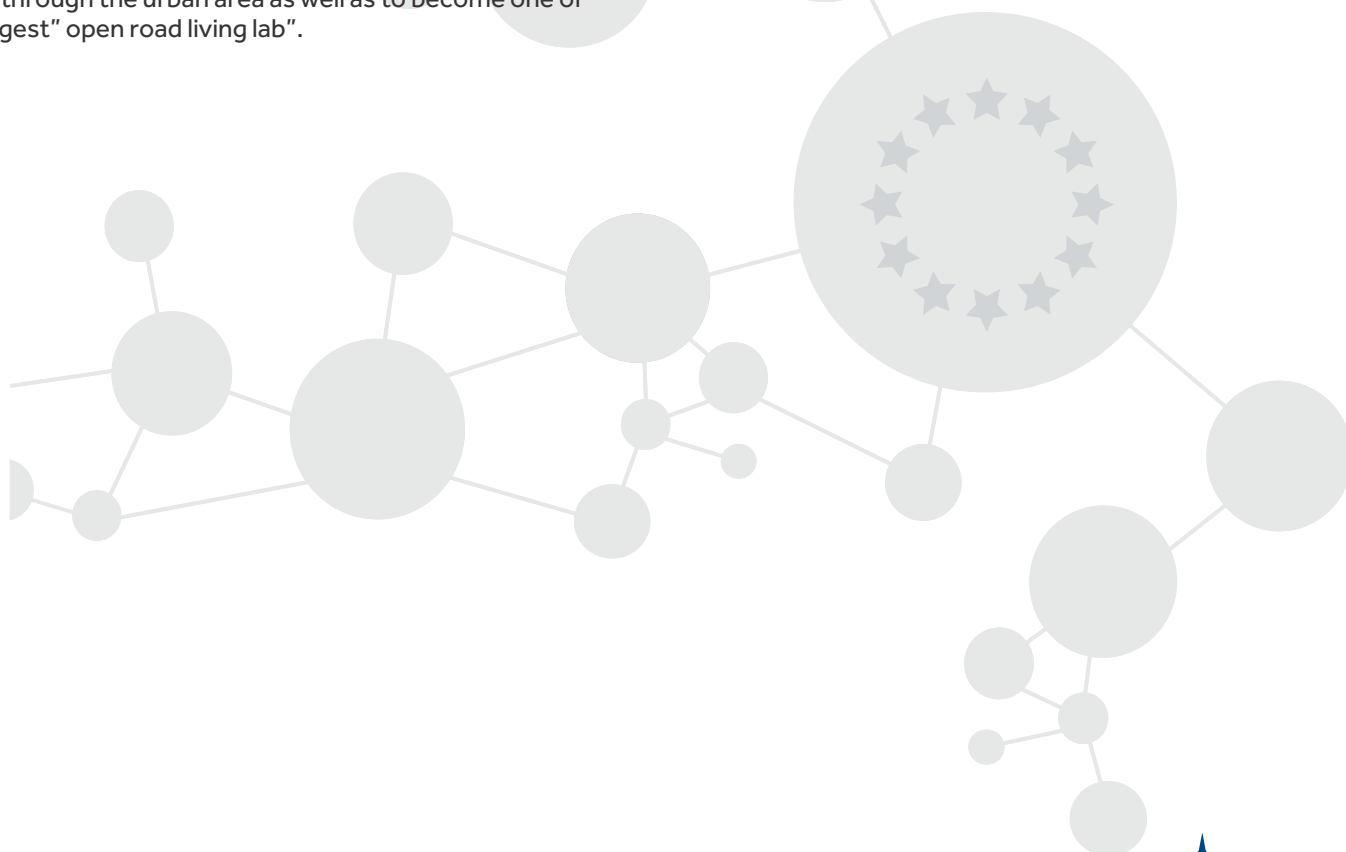 through the urban area as well as to become one of
gest” open road living lab”.